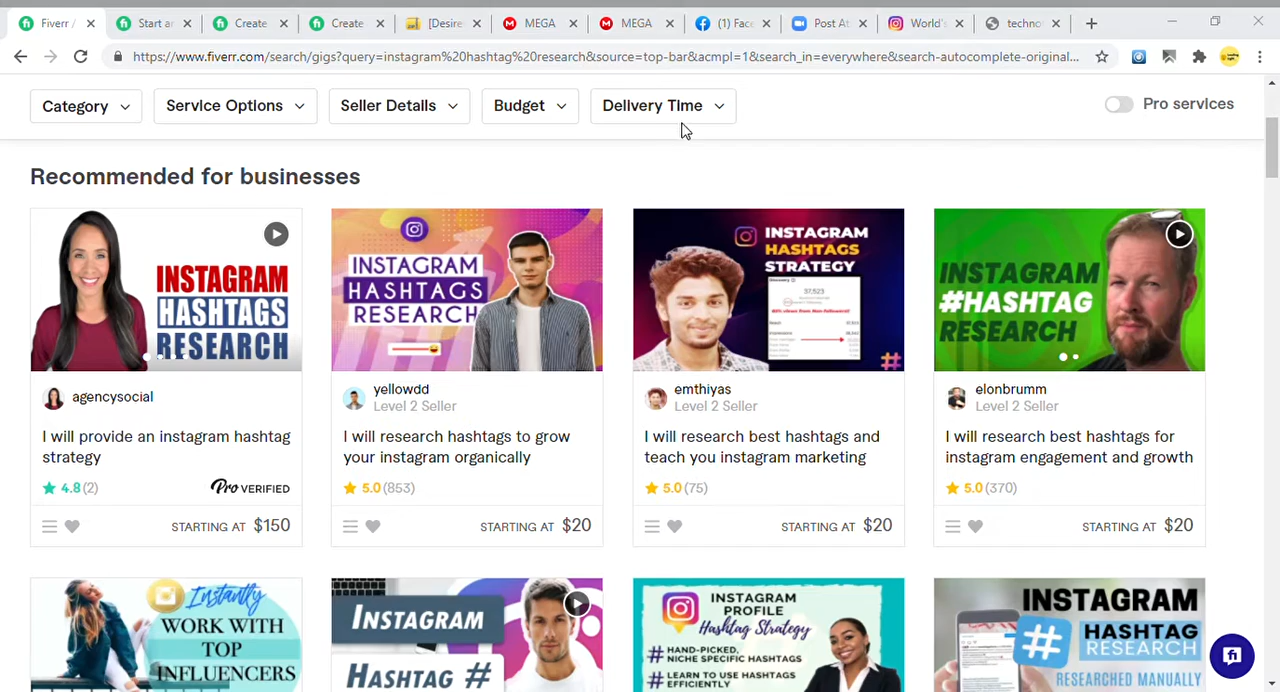 Fiverr /
Start ar
Create
Create
[Desire
MEGA
MEGA
(1) Face
Post At
World's
techno
https://www.fiverr.com/search/gigs?query=instagram%20hashtag%20research&source=top-bar&acmpl=1&search_in=everywhere&search-autocomplete-original...
Category
Service Options
Seller Details
Budget
Delivery Time
Pro services
Recommended for businesses
INSTAGRAM
HASHTAGS
RESEARCH
agencysocial
I will provide an instagram hashtag
strategy
4.8 (2)
Pro VERIFIED
STARTING AT $150
INSTAGRAM
HASHTAGS
RESEARCH
yellowdd
Level 2 Seller
I will research hashtags to grow
your instagram organically
5.0 (853)
STARTING AT $20
INSTAGRAM
HASHTAGS
STRATEGY
57,523
emthiyas
Level 2 Seller
I will research best hashtags and
teach you instagram marketing
5.0 (75)
STARTING AT $20
INSTAGRAM
#HASHTAG
RESEARCH
elonbrumm
Level 2 Seller
I will research best hashtags for
instagram engagement and growth
5.0 (370)
STARTING AT $20
Instantly
WORK WITH
TOP
INFLUENCERS
INSTAGRAM
HASHTAG #
INSTAGRAM
PROFILE
Hashtag Strategy
# HAND-PICKED,
NICHE SPECIFIC HASHTAGS
# LEARN TO USE HASHTAGS
EFFICIENTLY
INSTAGRAM
# HASHTAG
RESEARCH
RESEARCHED MANUALLY